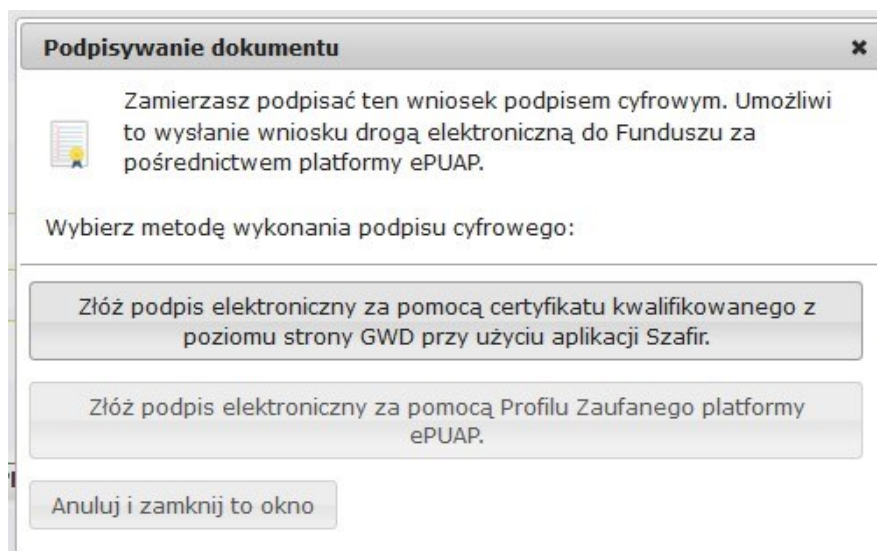 Podpisywanie dokumentu
Zamierzasz podpisać ten wniosek podpisem cyfrowym. Umożliwi
to wysłanie wniosku drogą elektroniczną do Funduszu za
pośrednictwem platformy ePUAP.
Wybierz metodę wykonania podpisu cyfrowego:
Złóż podpis elektroniczny za pomocą certyfikatu kwalifikowanego z
poziomu strony GWD przy użyciu aplikacji Szafir.
Złóż podpis elektroniczny za pomocą Profilu Zaufanego platformy
ePUAP.
Anuluj i zamknij to okno